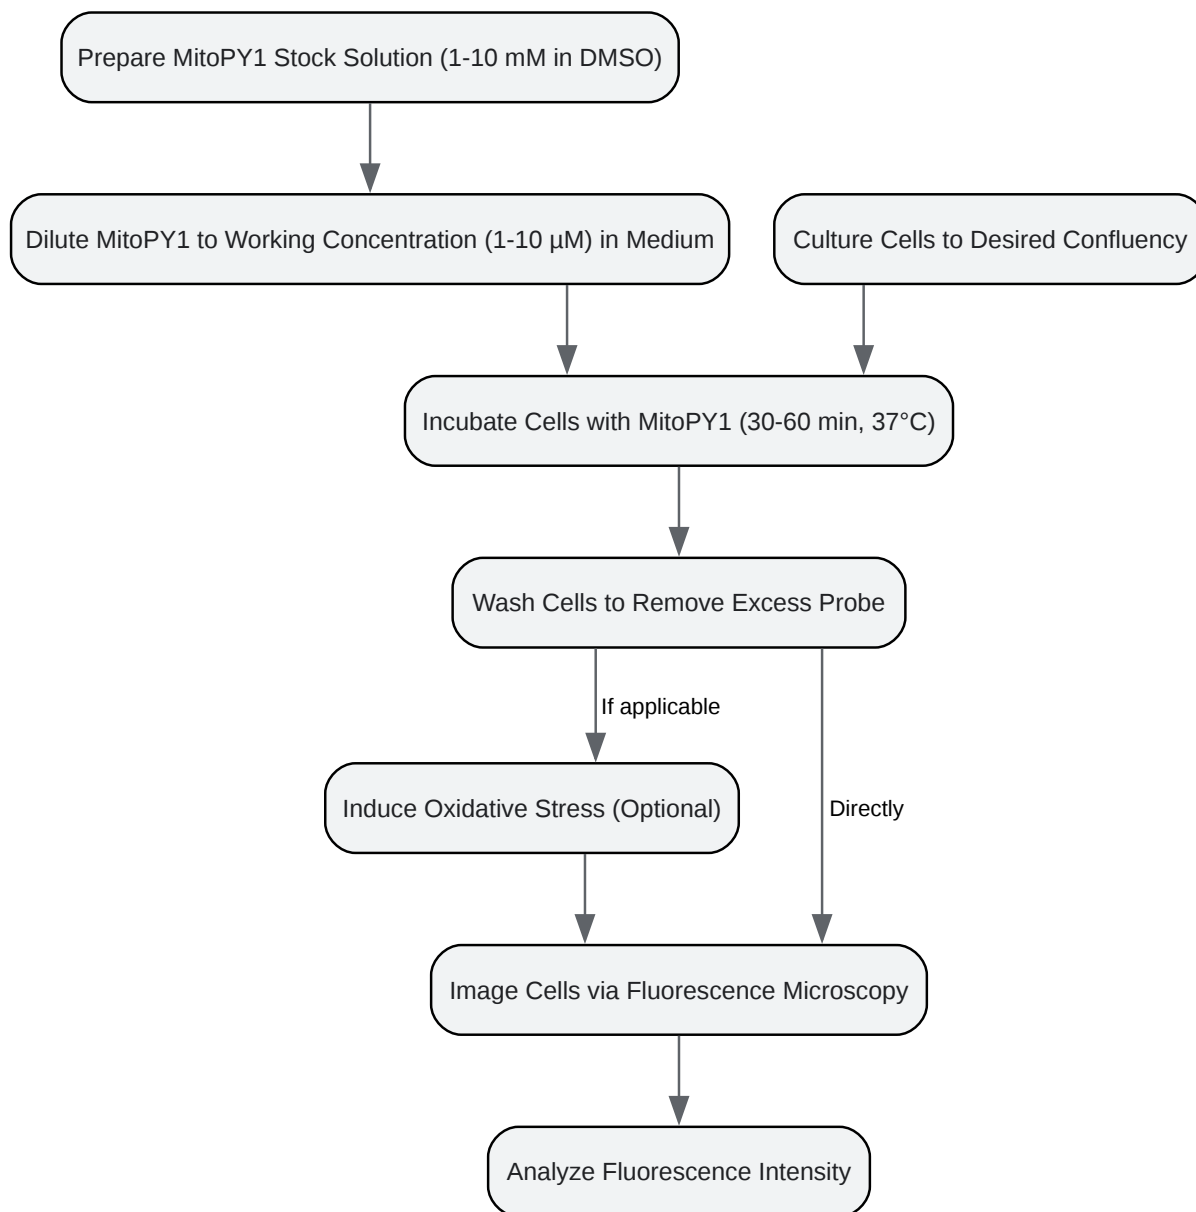 Prepare MitoPY1 Stock Solution (1-10 mM in DMSO)
Dilute MitoPY1 to Working Concentration (1-10 µM) in Medium
Culture Cells to Desired Confluency
Incubate Cells with MitoPY1 (30-60 min, 37°C)
Wash Cells to Remove Excess Probe
If applicable
Induce Oxidative Stress (Optional)
Directly
Image Cells via Fluorescence Microscopy
Analyze Fluorescence Intensity